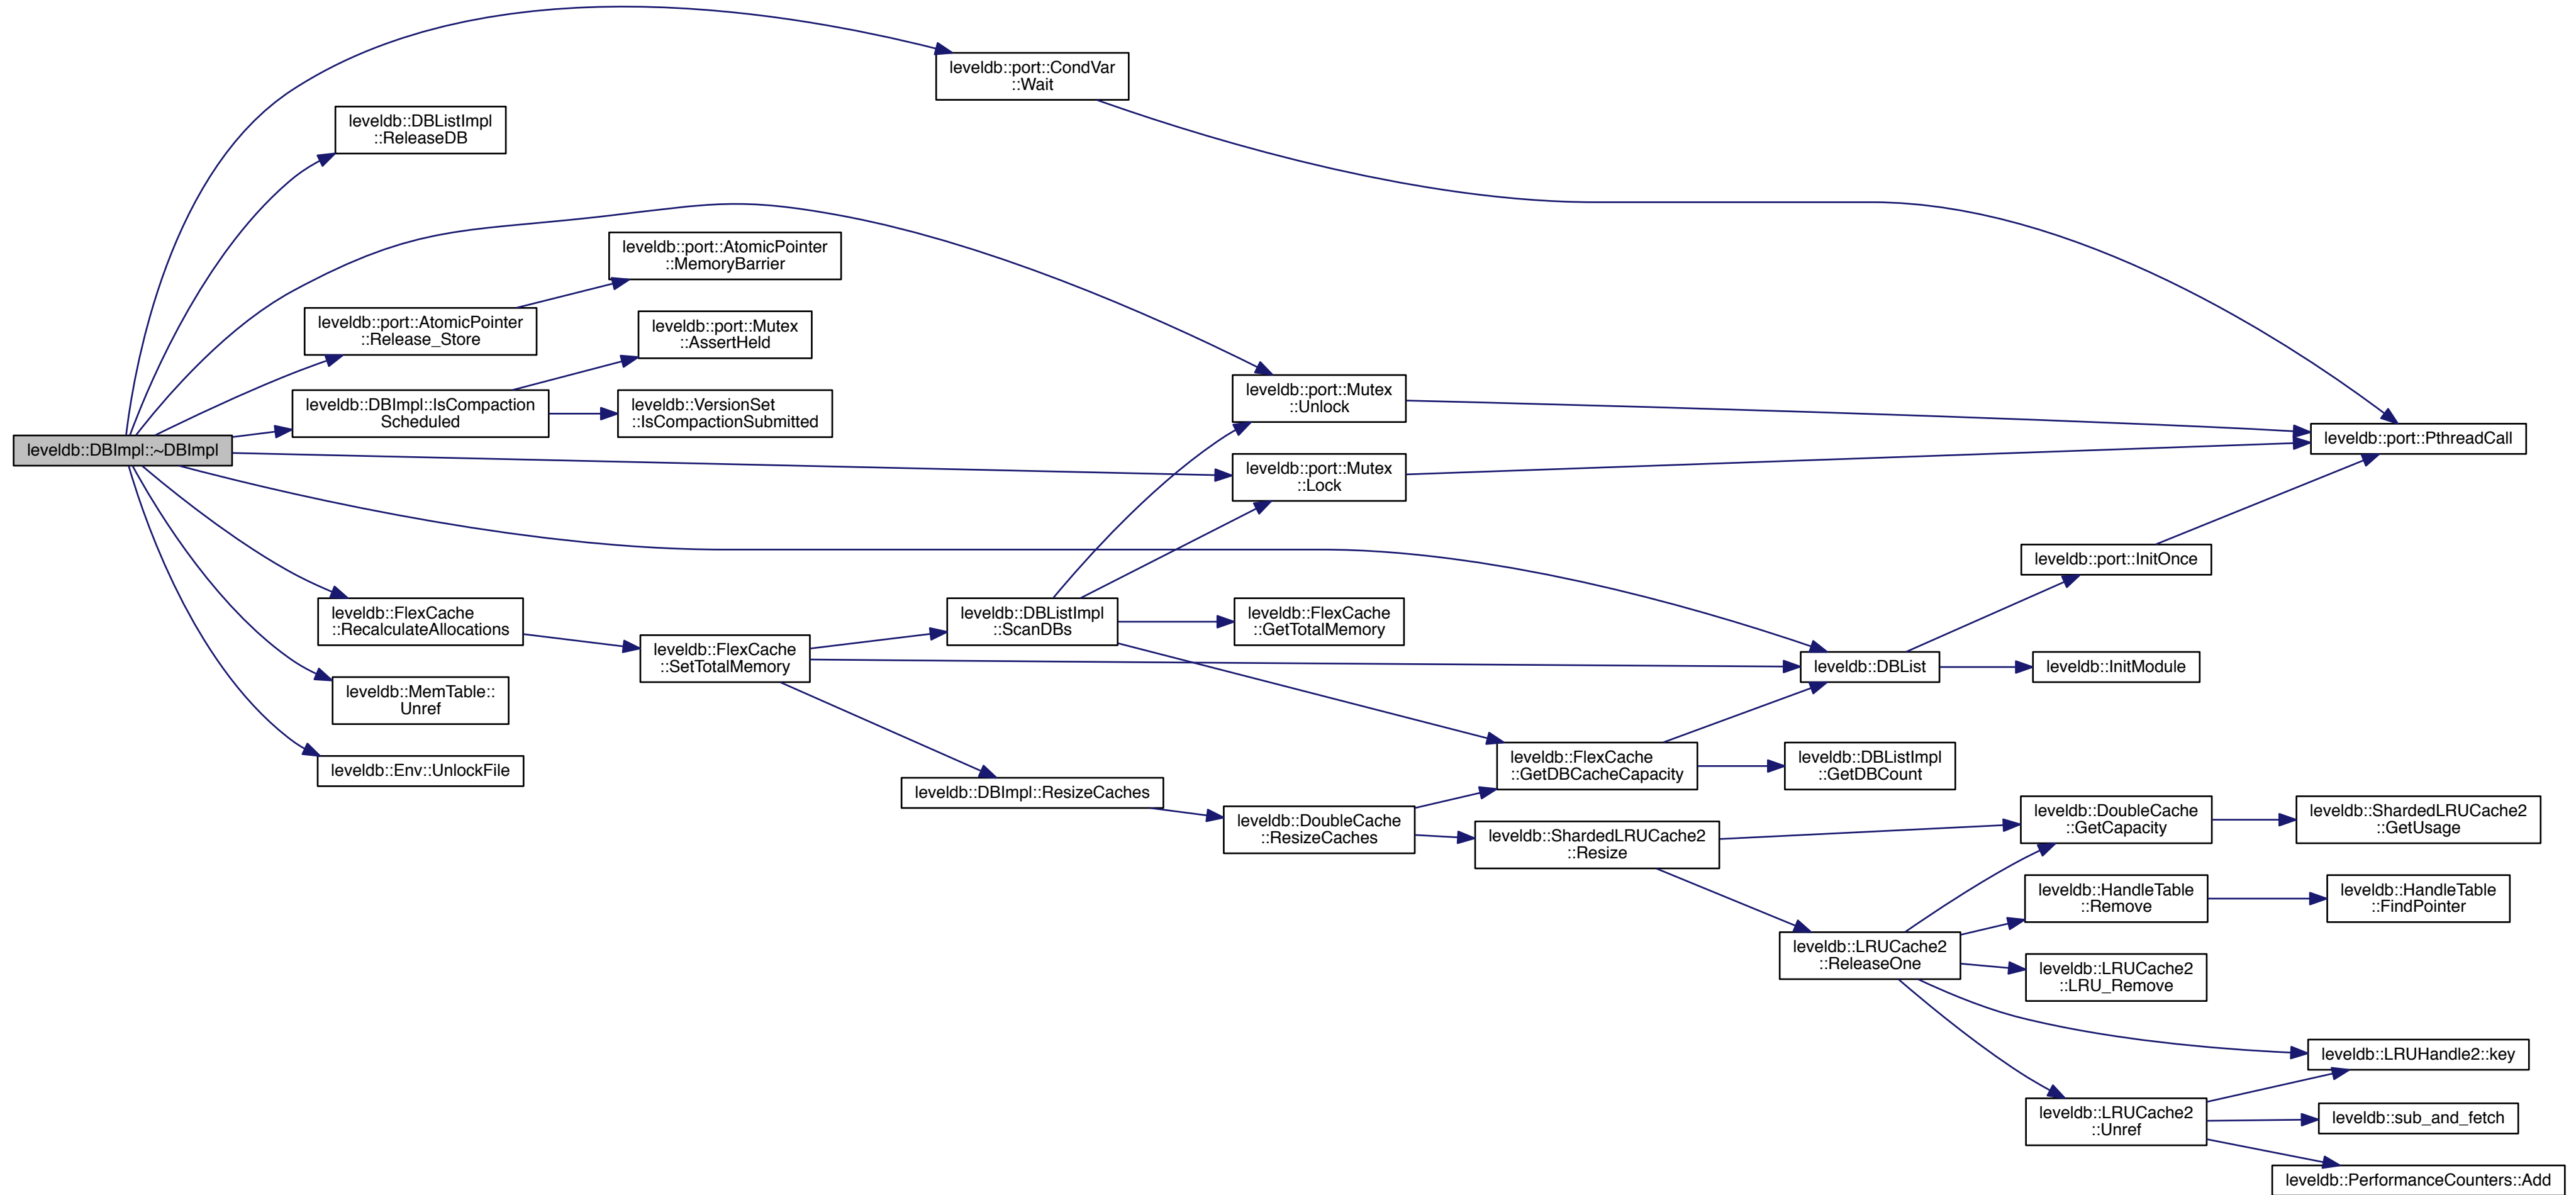 leveldb::port::CondVar
::Wait
leveldb::DBListImpl
::ReleaseDB
leveldb::port::AtomicPointer
::MemoryBarrier
leveldb::port::AtomicPointer
::Release_Store
leveldb::port::Mutex
::AssertHeld
leveldb::DBImpl::IsCompaction
Scheduled
leveldb::VersionSet
::IsCompactionSubmitted
leveldb::port::Mutex
::Unlock
leveldb::DBImpl::~DBImpl
leveldb::port::PthreadCall
leveldb::port::Mutex
::Lock
leveldb::port::InitOnce
leveldb::FlexCache
::RecalculateAllocations
leveldb::DBListImpl
::ScanDBs
leveldb::FlexCache
::GetTotalMemory
leveldb::FlexCache
::SetTotalMemory
leveldb::DBList
leveldb::InitModule
leveldb::MemTable::
Unref
leveldb::Env::UnlockFile
leveldb::FlexCache
::GetDBCacheCapacity
leveldb::DBListImpl
::GetDBCount
leveldb::DBImpl::ResizeCaches
leveldb::DoubleCache
::ResizeCaches
leveldb::ShardedLRUCache2
::Resize
leveldb::DoubleCache
::GetCapacity
leveldb::ShardedLRUCache2
::GetUsage
leveldb::HandleTable
::Remove
leveldb::HandleTable
::FindPointer
leveldb::LRUCache2
::ReleaseOne
leveldb::LRUCache2
::LRU_Remove
leveldb::LRUHandle2::key
leveldb::LRUCache2
::Unref
leveldb::sub_and_fetch
leveldb::PerformanceCounters::Add